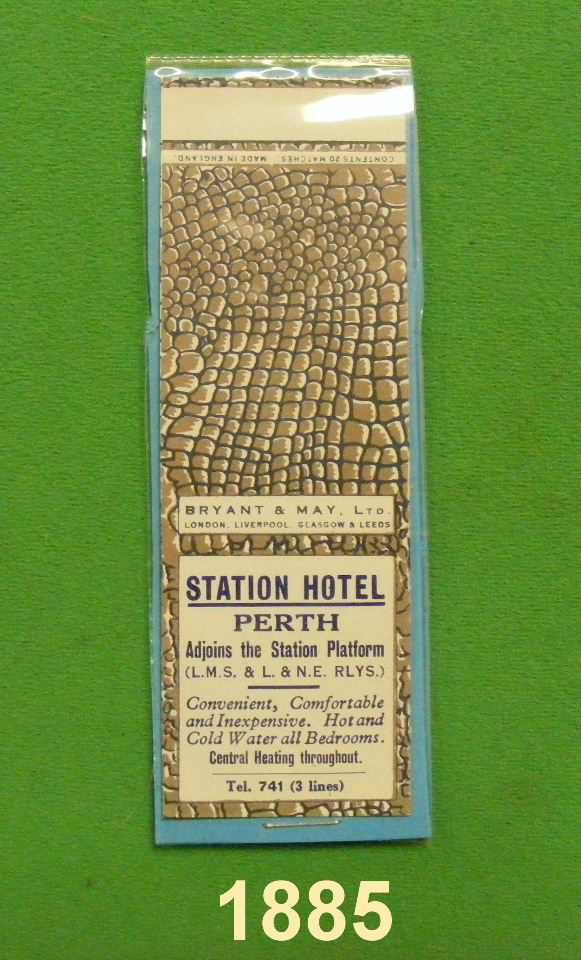 CONTENTS 20 MATCHES. MADE IN ENGLAND.
BRYANT & MAY, LTD.
LONDON, LIVERPOOL, GLASGOW & LEEDS
STATION HOTEL
PERTH
Adjoins the Station Platform
(L.M.S. & L. & N.E. RLYS.)
Convenient, Comfortable
and Inexpensive. Hot and
Cold Water all Bedrooms.
Central Heating throughout.
Tel. 741 (3 lines)
1885